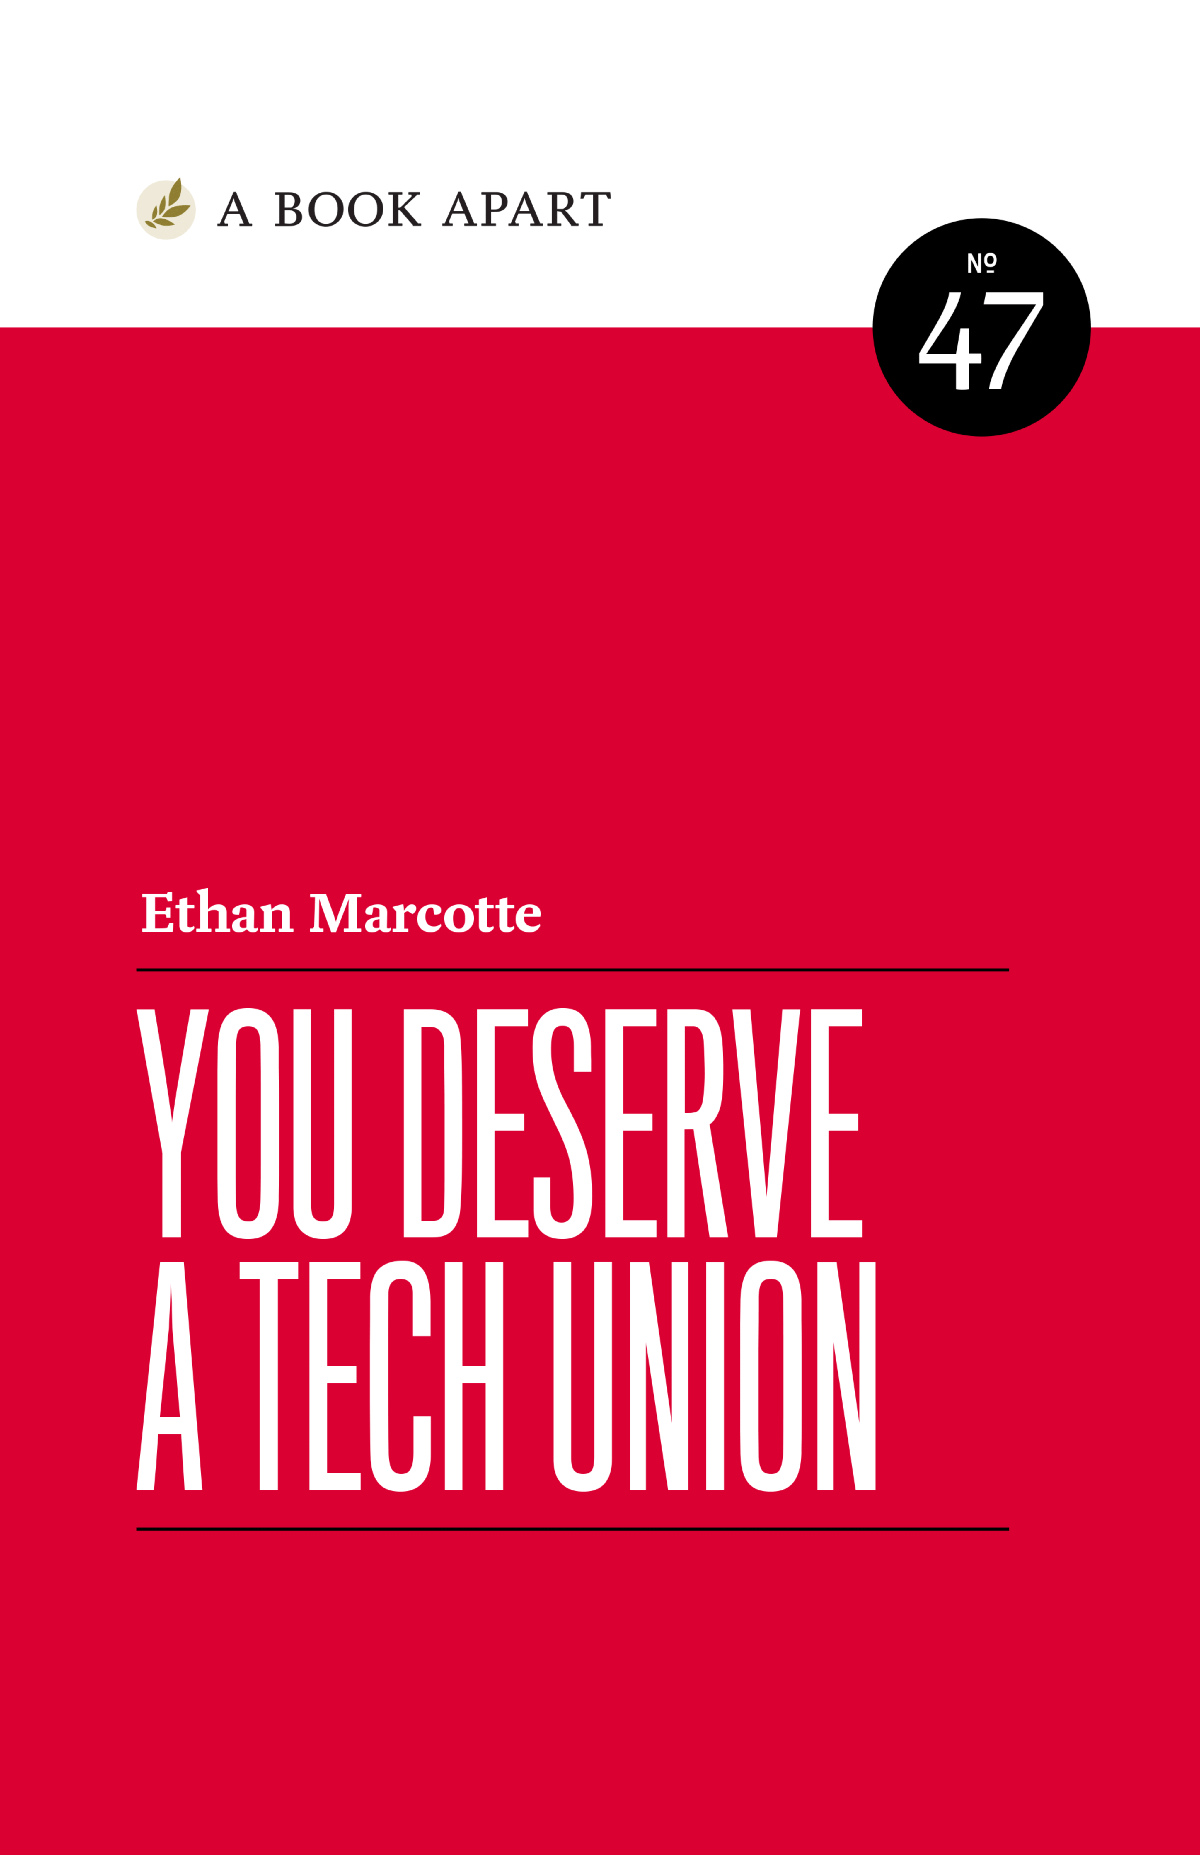 A BOOK APART
Nº
47
Ethan Marcotte
YOU DESERVE
A TECH UNION